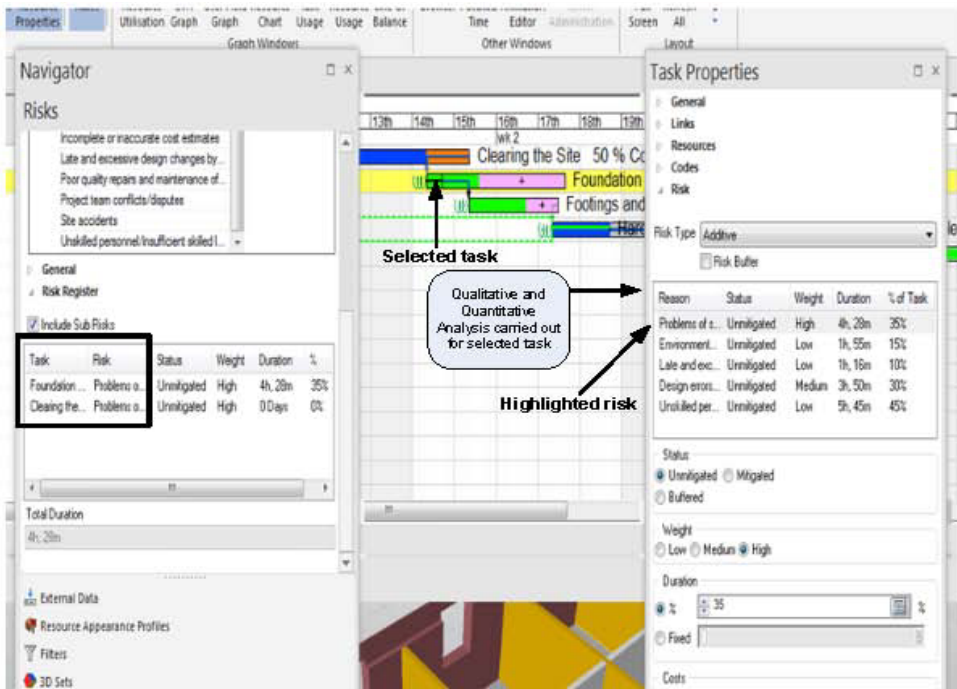 Properties
Utilisation Graph Graph Chart Usage Usage Balance
Time Editor Administration
Screen All
Graph Windows
Other Windows
Layout
Navigator
Risks
Incomplete or inaccurate cost estimates
Late and excessive design changes by...
Poor quality repairs and maintenance of...
Project team conflicts/disputes
Site accidents
Unskilled personnel/Insufficient skilled l...
General
Risk Register
Include Sub Risks
Task Risk Status Weight Duration %
Foundation ... Problems o... Unmitigated High 4h, 28m 35%
Clearing the... Problems o... Unmitigated High 0 Days 0%
Total Duration
4h, 28m
External Data
Resource Appearance Profiles
Filters
3D Sets
13th 14th 15th 16th 17th 18th 19th
wk 2
Clearing the Site 50 % Co
Foundation
Footings and
Hard
Selected task
Qualitative and
Quantitative
Analysis carried out
for selected task
Highlighted risk
Task Properties
General
Links
Resources
Codes
Risk
Risk Type Additive
Risk Buffer
Reason Status Weight Duration % of Task
Problems of s... Unmitigated High 4h, 28m 35%
Environment... Unmitigated Low 1h, 55m 15%
Late and exc... Unmitigated Low 1h, 16m 10%
Design errors... Unmitigated Medium 3h, 50m 30%
Unskilled per... Unmitigated Low 5h, 45m 45%
Status
Unmitigated Mitigated
Buffered
Weight
Low Medium High
Duration
% 35 %
Fixed
Costs